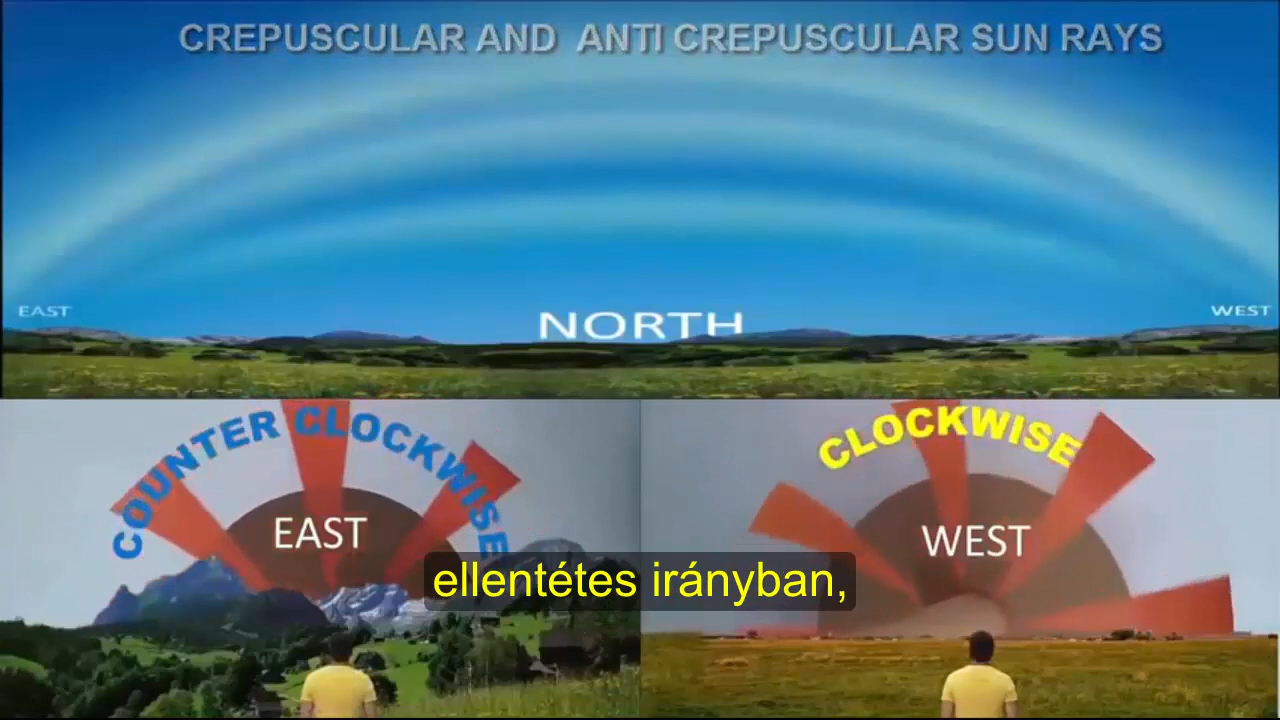 CREPUSCULAR AND ANTI CREPUSCULAR SUN RAYS
EAST
NORTH
WEST
COUNTER CLOCKWISE
EAST
CLOCKWISE
WEST
ellentétes irányban,